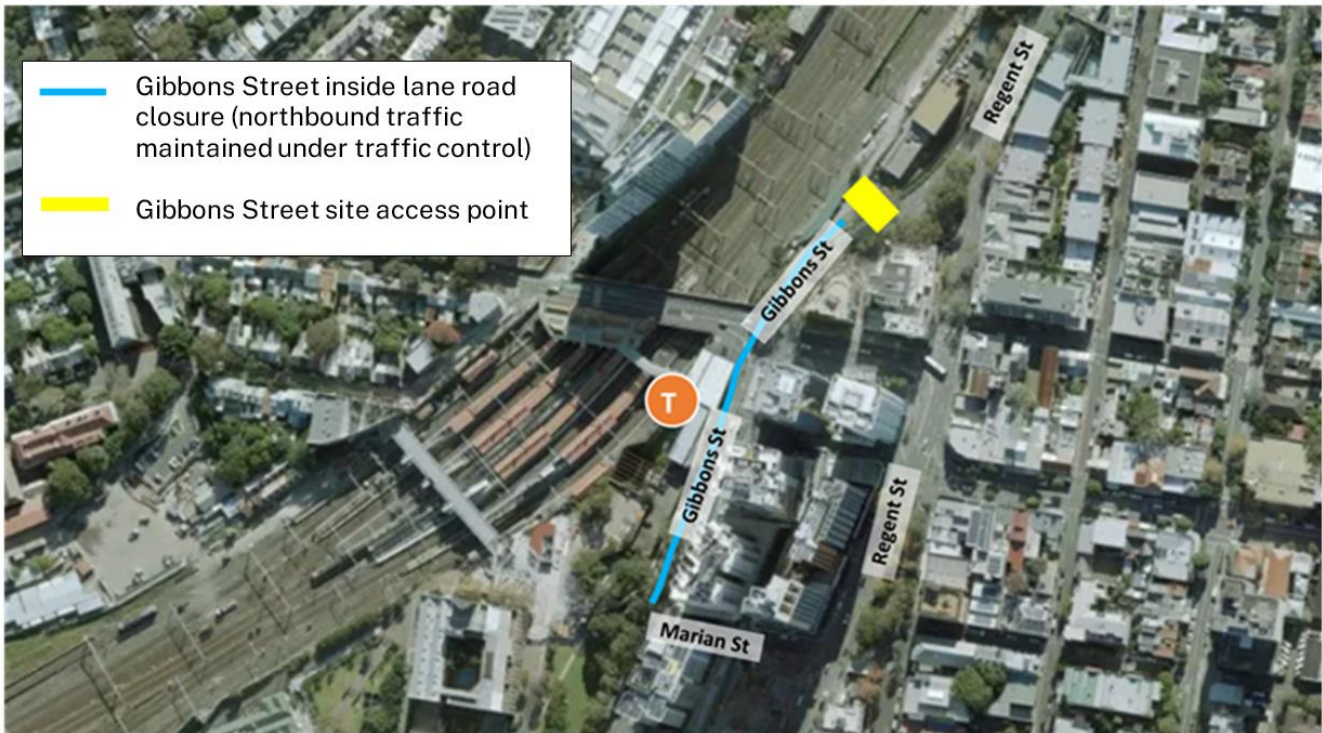 Gibbons Street inside lane road
closure (northbound traffic
maintained under traffic control)
Gibbons Street site access point
Regent St
Gibbons St
T
Gibbons St
Regent St
Marian St